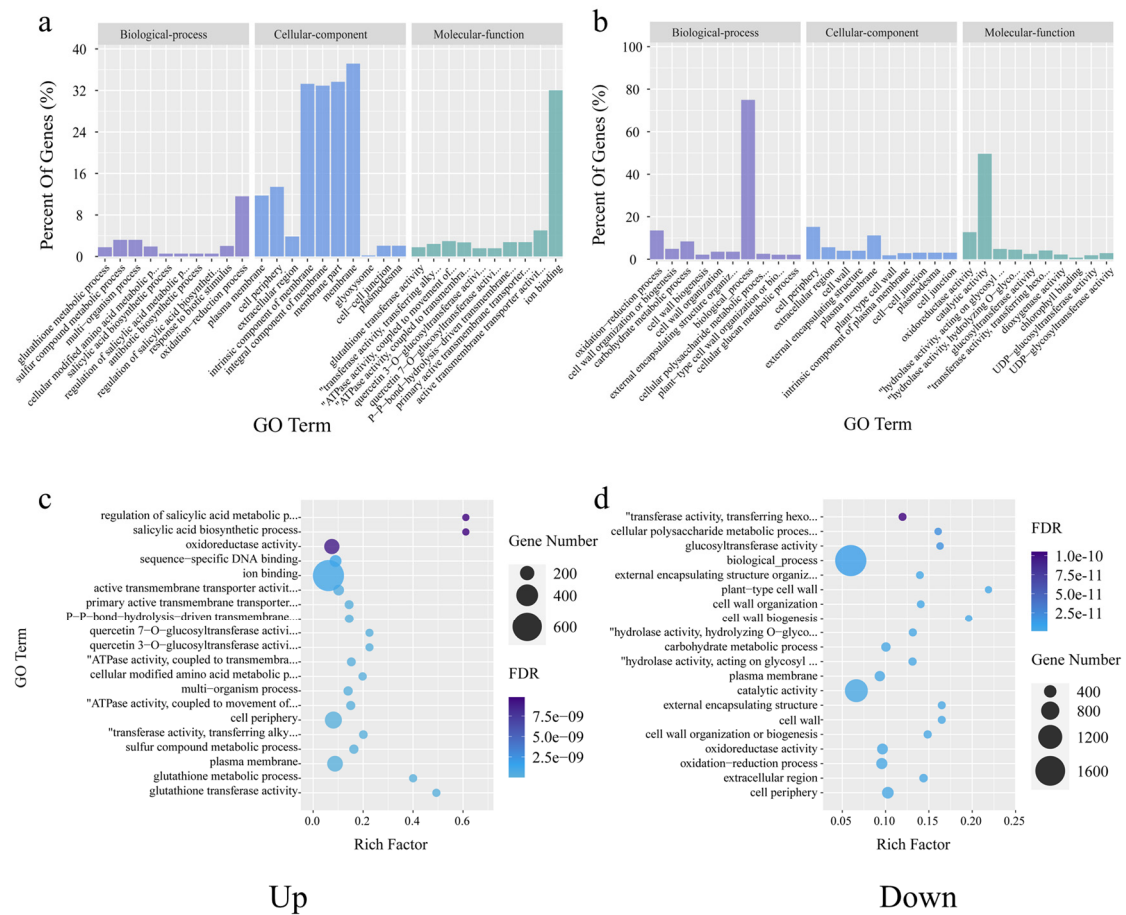 a
Biological-process
Cellular-component
Molecular-function
Percent Of Genes (%)
40
32
24
16
8
0
glutathione metabolic process
sulfur compound metabolic process
multi-organism process
cellular modified amino acid metabolic p...
salicylic acid biosynthetic process
regulation of salicylic acid metabolic p...
antibiotic biosynthetic process
regulation of salicylic acid biosyntheti...
response to biotic stimulus
oxidation-reduction process
plasma membrane
cell periphery
extracellular region
intrinsic component of membrane
integral component of membrane
membrane part
membrane
glyoxysome
cell-cell junction
plasmodesma
glutathione transferase activity
"transferase activity, transferring alky...
"ATPase activity, coupled by movement of...
"ATPase activity, coupled to transmembra...
quercetin 3-O-glucosyltransferase activi...
quercetin 7-O-glucosyltransferase activi...
p-p-bond-hydrolysis-driven transmembrane...
primary active transmembrane transporter...
active transmembrane transporter activit...
ion binding
GO Term
b
Biological-process
Cellular-component
Molecular-function
Percent Of Genes (%)
100
80
60
40
20
0
oxidation-reduction process
cell wall organization or biogenesis
carbohydrate metabolic process
cell wall biogenesis
cell wall organization
external encapsulating structure organiz...
biological_process
cellular polysaccharide metabolic proces...
plant-type cell wall organization or bio...
cellular glucan metabolic process
cell periphery
extracellular region
cell wall
external encapsulating structure
plasma membrane
plant-type cell wall
intrinsic component of plasma membrane
cell-cell junction
plasmodesma
cell junction
oxidoreductase activity
catalytic activity
"hydrolase activity, acting on glycosyl ...
"hydrolase activity, hydrolyzing O-glyco...
glucosyltransferase activity
"transferase activity, transferring hexo...
dioxygenase activity
chlorophyll binding
UDP-glucosyltransferase activity
UDP-glycosyltransferase activity
GO Term
c
GO Term
regulation of salicylic acid metabolic p...
salicylic acid biosynthetic process
oxidoreductase activity
sequence-specific DNA binding
ion binding
active transmembrane transporter activit...
primary active transmembrane transporter...
P-P-bond-hydrolysis-driven transmembrane...
quercetin 7-O-glucosyltransferase activi...
quercetin 3-O-glucosyltransferase activi...
"ATPase activity, coupled to transmembra...
cellular modified amino acid metabolic p...
multi-organism process
"ATPase activity, coupled to movement of...
cell periphery
"transferase activity, transferring alky...
sulfur compound metabolic process
plasma membrane
glutathione metabolic process
glutathione transferase activity
0.0
0.2
0.4
0.6
Rich Factor
Gene Number
200
400
600
FDR
7.5e-09
5.0e-09
2.5e-09
Up
d
"transferase activity, transferring hexo...
cellular polysaccharide metabolic proces...
glucosyltransferase activity
biological_process
external encapsulating structure organiz...
plant-type cell wall
cell wall organization
cell wall biogenesis
"hydrolase activity, hydrolyzing O-glyco...
carbohydrate metabolic process
"hydrolase activity, acting on glycosyl ...
plasma membrane
catalytic activity
external encapsulating structure
cell wall
cell wall organization or biogenesis
oxidoreductase activity
oxidation-reduction process
extracellular region
cell periphery
0.05
0.10
0.15
0.20
0.25
Rich Factor
FDR
1.0e-10
7.5e-11
5.0e-11
2.5e-11
Gene Number
400
800
1200
1600
Down